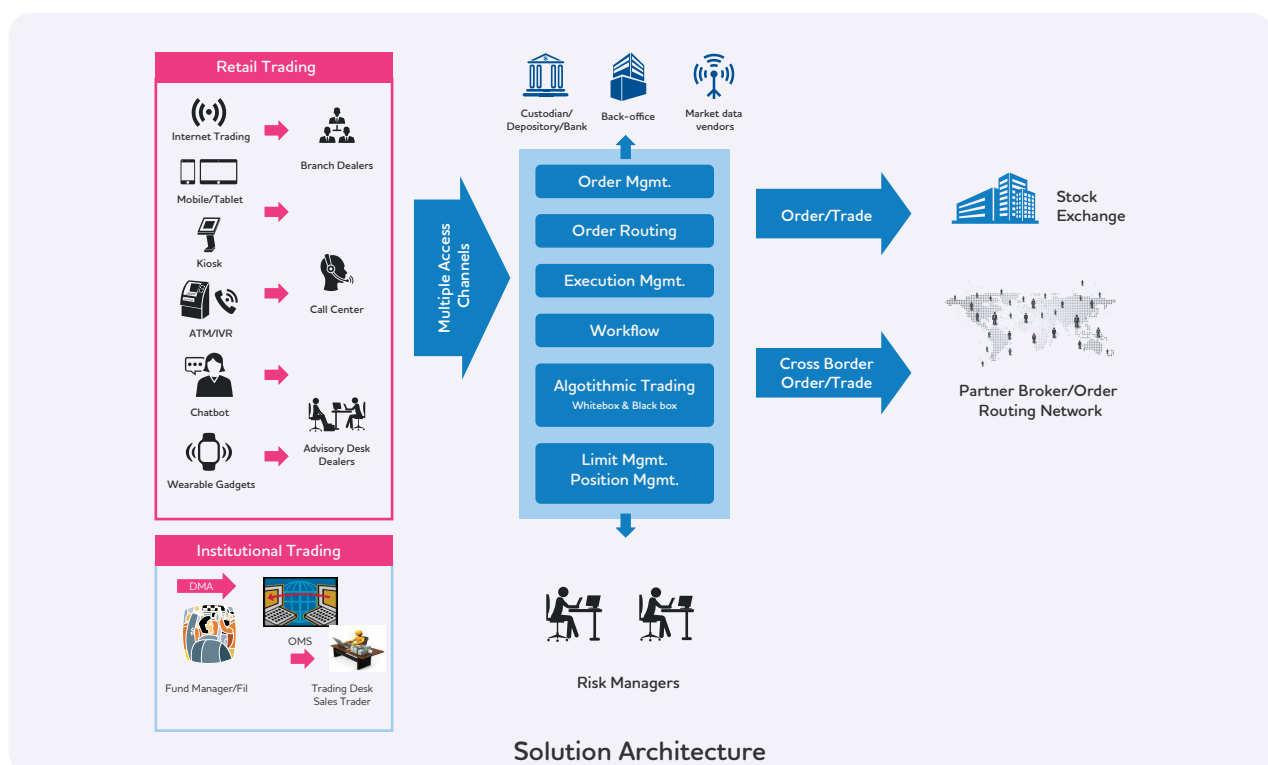 Retail Trading
Internet Trading
Branch Dealers
Mobile/Tablet
Kiosk
Call Center
ATM/IVR
Chatbot
Advisory Desk
Dealers
Wearable Gadgets
Institutional Trading
DMA
OMS
Fund Manager/Fil
Trading Desk
Sales Trader
Multiple Access
Channels
Custodian/
Depository/Bank
Back-office
Market data
vendors
Order Mgmt.
Order Routing
Execution Mgmt.
Workflow
Algotithmic Trading
Whitebox & Black box
Limit Mgmt.
Position Mgmt.
Risk Managers
Order/Trade
Stock
Exchange
Cross Border
Order/Trade
Partner Broker/Order
Routing Network
Solution Architecture